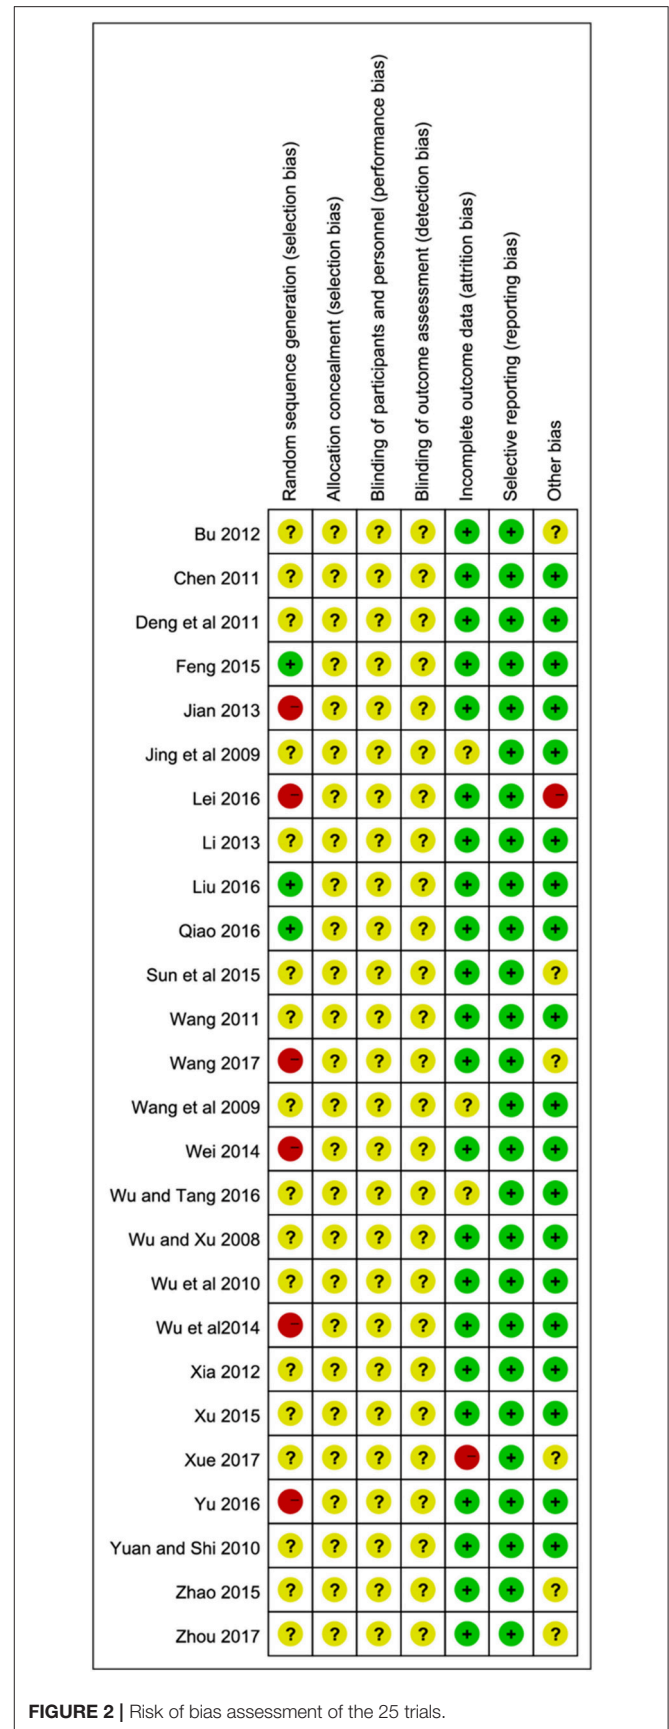 Random sequence generation (selection bias)
Allocation concealment (selection bias)
Blinding of participants and personnel (performance bias)
Blinding of outcome assessment (detection bias)
Incomplete outcome data (attrition bias)
Selective reporting (reporting bias)
Other bias
Bu 2012 ? ? ? ? + + ?
Chen 2011 ? ? ? ? + + +
Deng et al 2011 ? ? ? ? + + +
Feng 2015 + ? ? ? + + +
Jian 2013 - ? ? ? + + +
Jing et al 2009 ? ? ? ? ? + +
Lei 2016 - ? ? ? + + -
Li 2013 ? ? ? ? + + +
Liu 2016 + ? ? ? + + +
Qiao 2016 + ? ? ? + + +
Sun et al 2015 ? ? ? ? + + ?
Wang 2011 ? ? ? ? + + +
Wang 2017 - ? ? ? + + ?
Wang et al 2009 ? ? ? ? ? + +
Wei 2014 - ? ? ? + + +
Wu and Tang 2016 ? ? ? ? ? + +
Wu and Xu 2008 ? ? ? ? + + +
Wu et al 2010 ? ? ? ? + + +
Wu et al2014 - ? ? ? + + +
Xia 2012 ? ? ? ? + + +
Xu 2015 ? ? ? ? + + +
Xue 2017 ? ? ? ? - + ?
Yu 2016 - ? ? ? + + +
Yuan and Shi 2010 ? ? ? ? + + +
Zhao 2015 ? ? ? ? + + ?
Zhou 2017 ? ? ? ? + + ?
FIGURE 2 | Risk of bias assessment of the 25 trials.